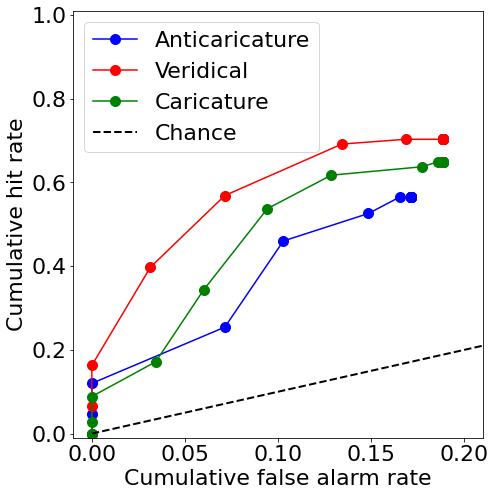 Anticaricature
Veridical
Caricature
Chance
Cumulative hit rate
1.0
0.8
0.6
0.4
0.2
0.0
0.00 0.05 0.10 0.15 0.20
Cumulative false alarm rate